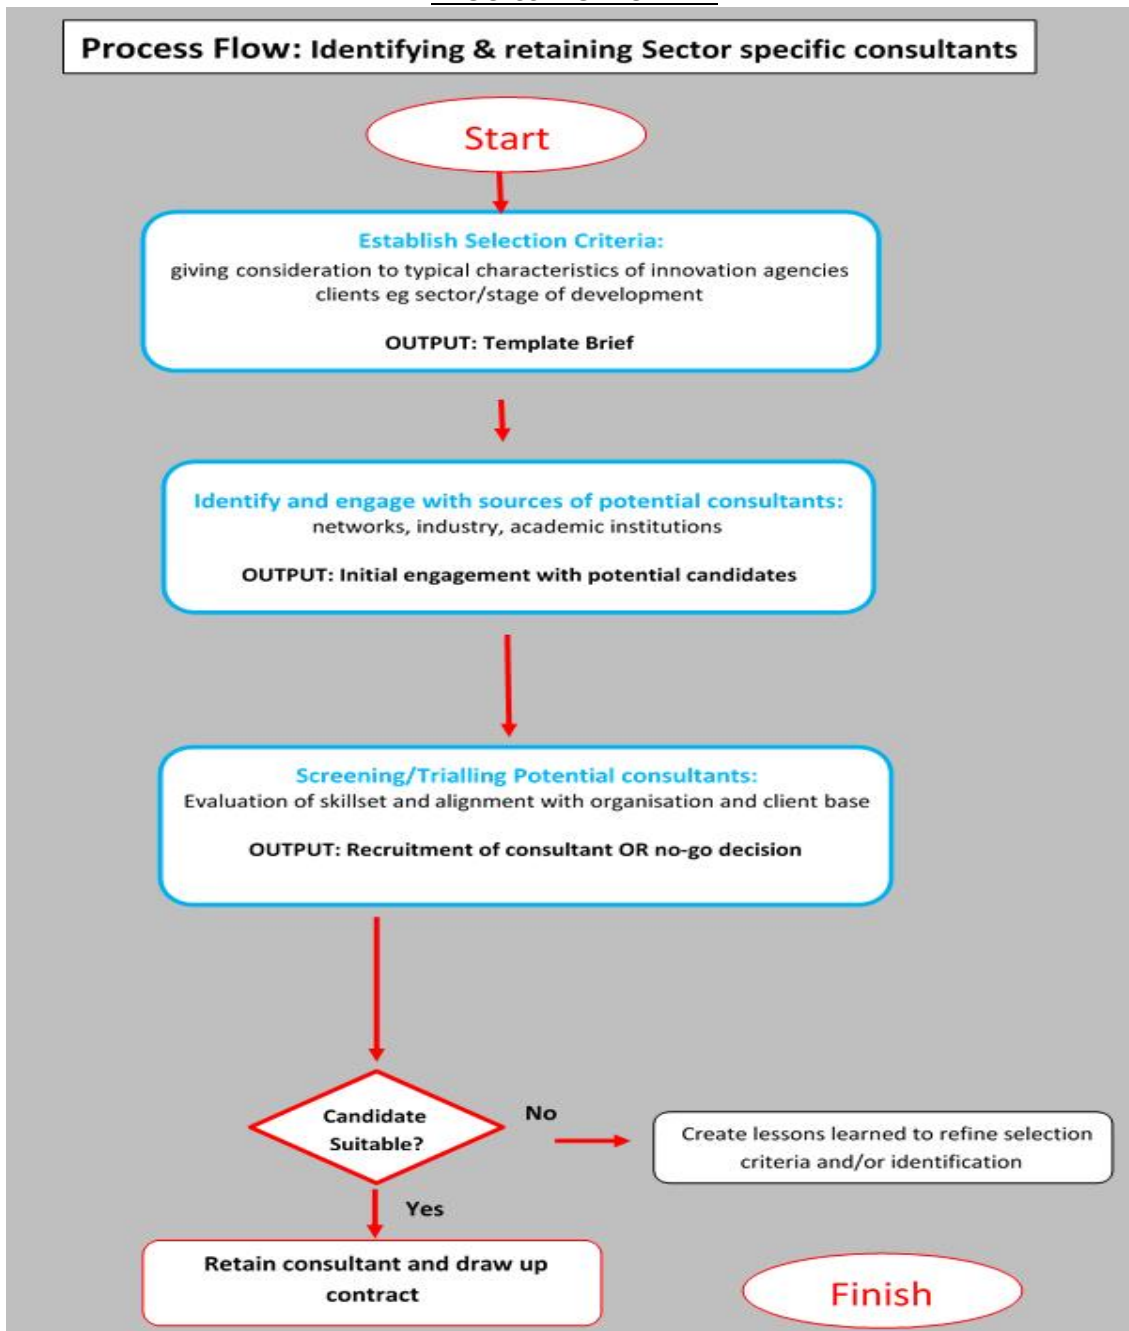 Process Flow: Identifying & retaining Sector specific consultants
Start
Establish Selection Criteria:
giving consideration to typical characteristics of innovation agencies
clients eg sector/stage of development
OUTPUT: Template Brief
Identify and engage with sources of potential consultants:
networks, industry, academic institutions
OUTPUT: Initial engagement with potential candidates
Screening/Trialling Potential consultants:
Evaluation of skillset and alignment with organisation and client base
OUTPUT: Recruitment of consultant OR no-go decision
Candidate
Suitable?
No
Create lessons learned to refine selection
criteria and/or identification
Yes
Retain consultant and draw up
contract
Finish